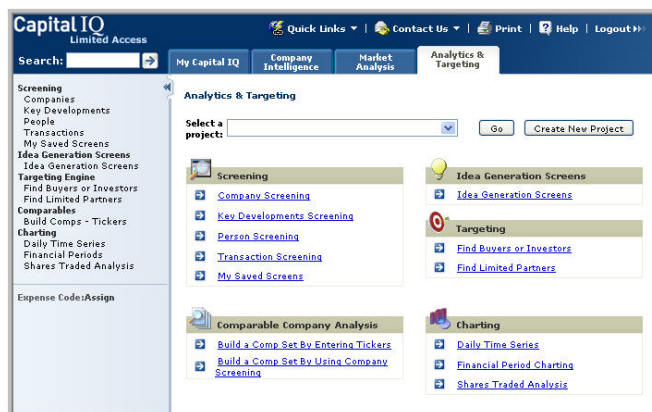 Capital IQ
Limited Access
Quick Links | Contact Us | Print | Help | Logout
Search:
My Capital IQ
Company Intelligence
Market Analysis
Analytics & Targeting
Screening
Companies
Key Developments
People
Transactions
My Saved Screens
Idea Generation Screens
Idea Generation Screens
Targeting Engine
Find Buyers or Investors
Find Limited Partners
Comparables
Build Comps - Tickers
Charting
Daily Time Series
Financial Periods
Shares Traded Analysis
Expense Code:Assign
Analytics & Targeting
Select a
project:
Go
Create New Project
Screening
Company Screening
Key Developments Screening
Person Screening
Transaction Screening
My Saved Screens
Idea Generation Screens
Idea Generation Screens
Targeting
Find Buyers or Investors
Find Limited Partners
Comparable Company Analysis
Build a Comp Set By Entering Tickers
Build a Comp Set By Using Company
Screening
Charting
Daily Time Series
Financial Period Charting
Shares Traded Analysis